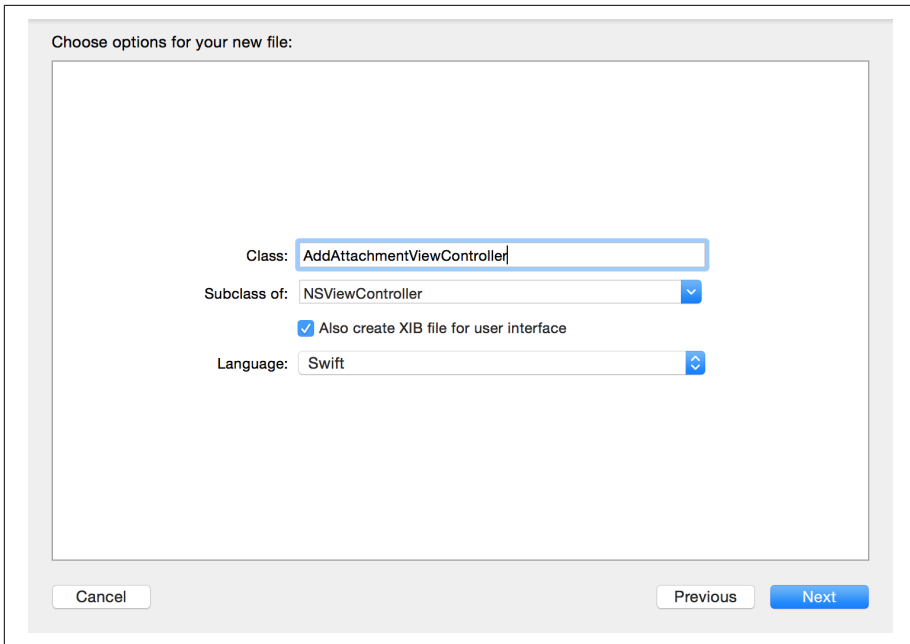 Choose options for your new file:
Class: AddAttachmentViewController
Subclass of: NSViewController
Also create XIB file for user interface
Language: Swift
Cancel Previous Next